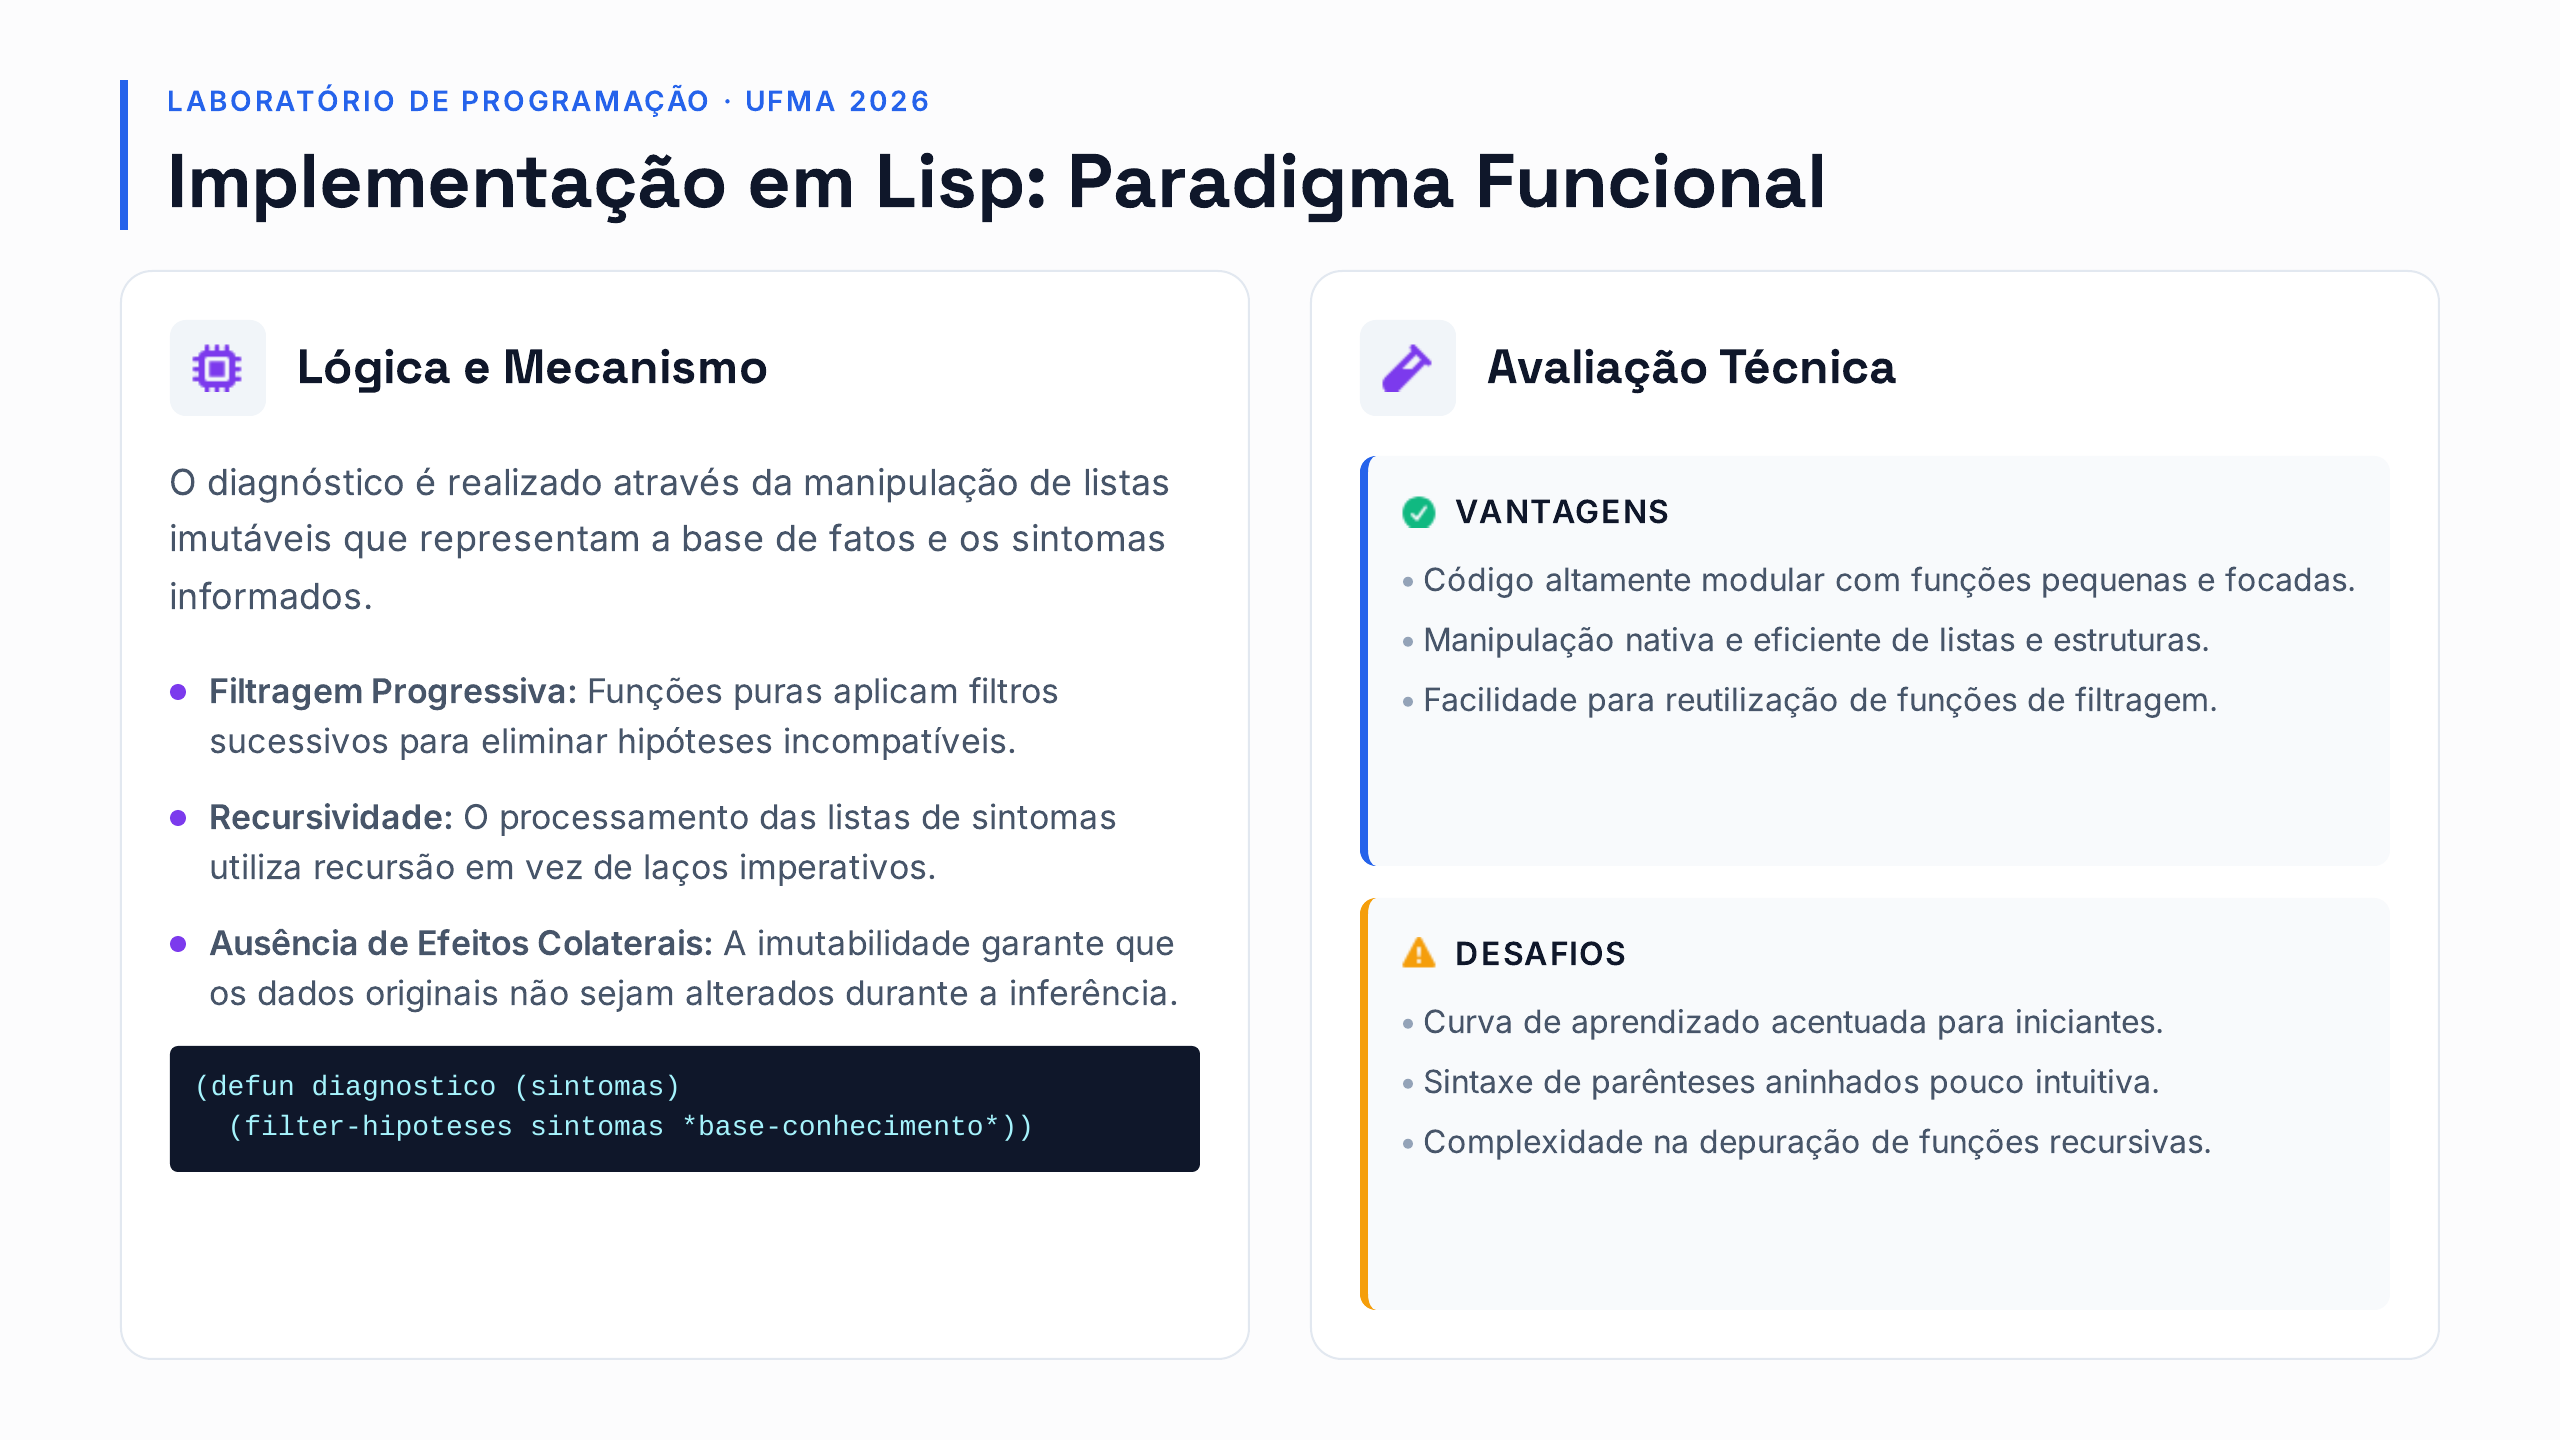 LABORATÓRIO DE PROGRAMAÇÃO · UFMA 2026
Implementação em Lisp: Paradigma Funcional
Lógica e Mecanismo
O diagnóstico é realizado através da manipulação de listas
imutáveis que representam a base de fatos e os sintomas
informados.
• Filtragem Progressiva: Funções puras aplicam filtros
sucessivos para eliminar hipóteses incompatíveis.
• Recursividade: O processamento das listas de sintomas
utiliza recursão em vez de laços imperativos.
• Ausência de Efeitos Colaterais: A imutabilidade garante que
os dados originais não sejam alterados durante a inferência.
(defun diagnostico (sintomas)
  (filter-hipoteses sintomas *base-conhecimento*))
Avaliação Técnica
VANTAGENS
• Código altamente modular com funções pequenas e focadas.
• Manipulação nativa e eficiente de listas e estruturas.
• Facilidade para reutilização de funções de filtragem.
DESAFIOS
• Curva de aprendizado acentuada para iniciantes.
• Sintaxe de parênteses aninhados pouco intuitiva.
• Complexidade na depuração de funções recursivas.